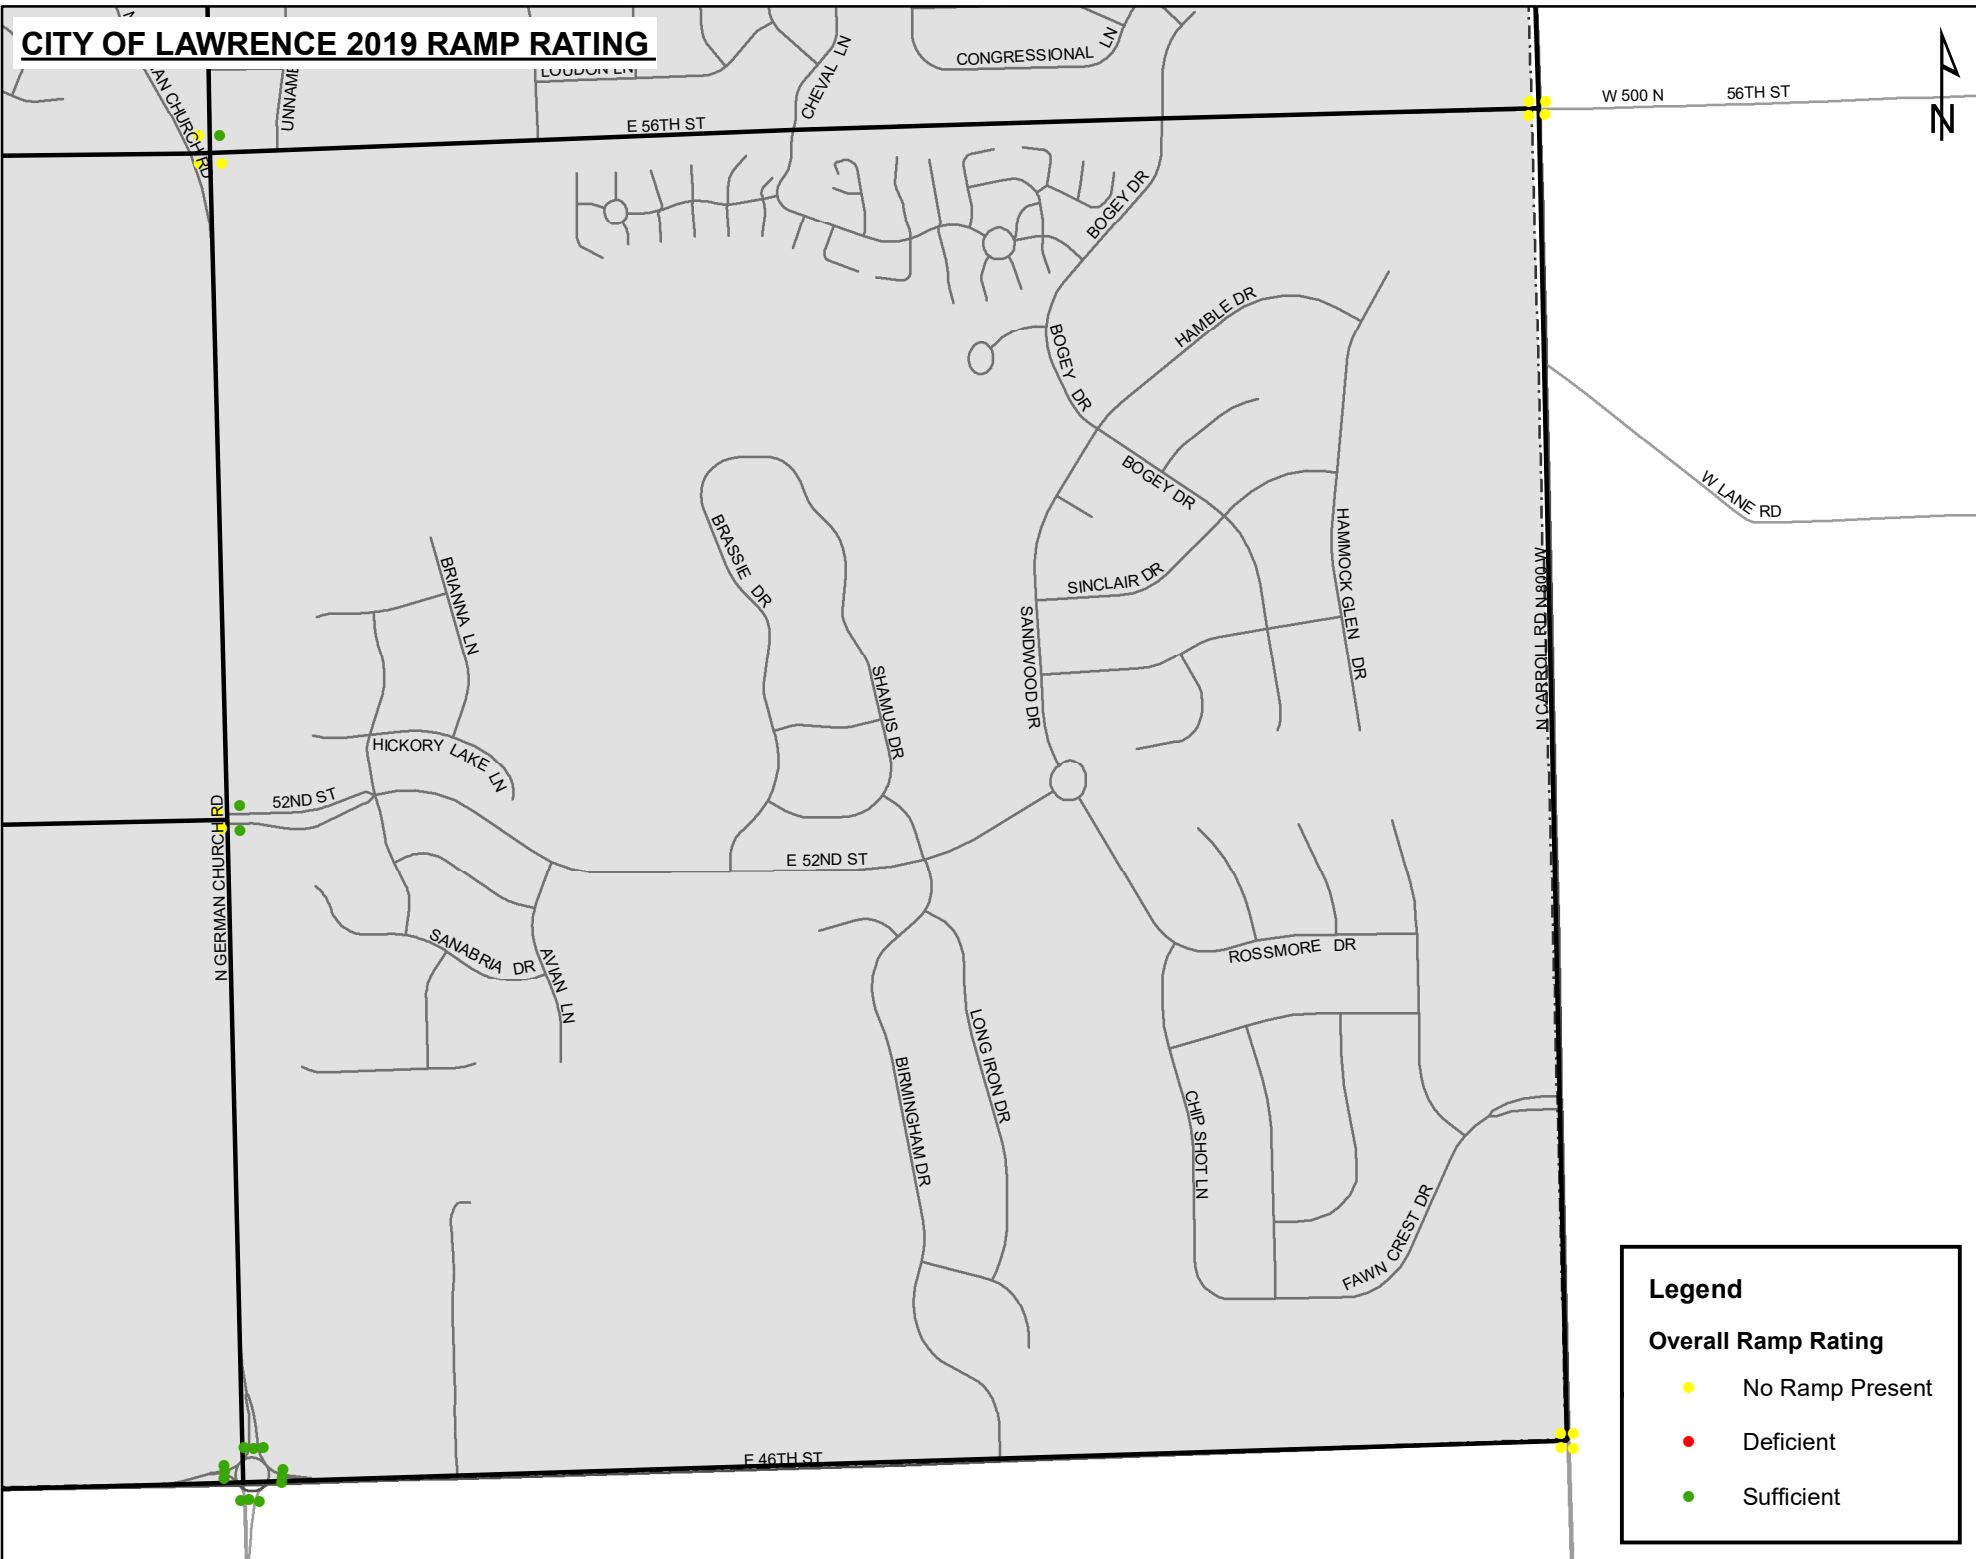 CITY OF LAWRENCE 2019 RAMP RATING
LOUDON LN
CHEVAL LN
CONGRESSIONAL LN
W 500 N
56TH ST
N
AN CHURCH RD
UNNAME
E 56TH ST
BOGEY DR
HAMBLE DR
BOGEY DR
BOGEY DR
W LANE RD
BRASSIE DR
HAMMOCK GLEN DR
BRIANNA LN
SINCLAIR DR
SANDWOOD DR
N CARROLL RD N 800 W
SHAMUS DR
HICKORY LAKE LN
52ND ST
N GERMAN CHURCH RD
E 52ND ST
SANABRIA DR
AVIAN LN
ROSSMORE DR
LONG IRON DR
BIRMINGHAM DR
CHIP SHOT LN
FAWN CREST DR
E 46TH ST
Legend
Overall Ramp Rating
No Ramp Present
Deficient
Sufficient